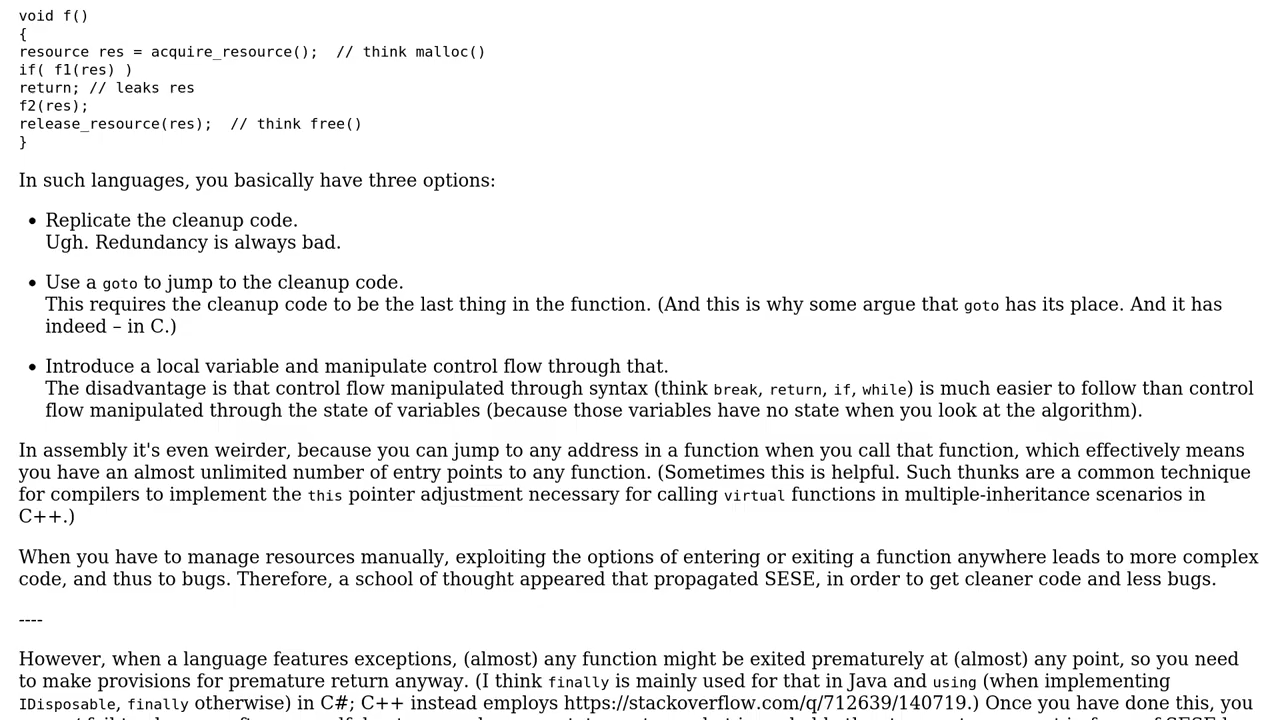 void f()
{
resource res = acquire_resource();  // think malloc()
if( f1(res) )
return; // leaks res
f2(res);
release_resource(res);  // think free()
}
In such languages, you basically have three options:
• Replicate the cleanup code.
Ugh. Redundancy is always bad.
• Use a goto to jump to the cleanup code.
This requires the cleanup code to be the last thing in the function. (And this is why some argue that goto has its place. And it has
indeed – in C.)
• Introduce a local variable and manipulate control flow through that.
The disadvantage is that control flow manipulated through syntax (think break, return, if, while) is much easier to follow than control
flow manipulated through the state of variables (because those variables have no state when you look at the algorithm).
In assembly it's even weirder, because you can jump to any address in a function when you call that function, which effectively means
you have an almost unlimited number of entry points to any function. (Sometimes this is helpful. Such thunks are a common technique
for compilers to implement the this pointer adjustment necessary for calling virtual functions in multiple-inheritance scenarios in
C++.)
When you have to manage resources manually, exploiting the options of entering or exiting a function anywhere leads to more complex
code, and thus to bugs. Therefore, a school of thought appeared that propagated SESE, in order to get cleaner code and less bugs.
----
However, when a language features exceptions, (almost) any function might be exited prematurely at (almost) any point, so you need
to make provisions for premature return anyway. (I think finally is mainly used for that in Java and using (when implementing
IDisposable, finally otherwise) in C#; C++ instead employs https://stackoverflow.com/q/712639/140719.) Once you have done this, you